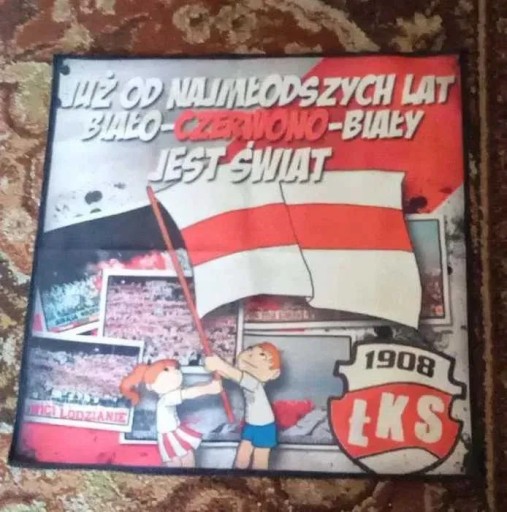 JUŻ OD NAJMŁODSZYCH LAT
BIAŁO-CZERWONO-BIAŁY
JEST ŚWIAT
1908
ŁKS
ŁODZIANIE